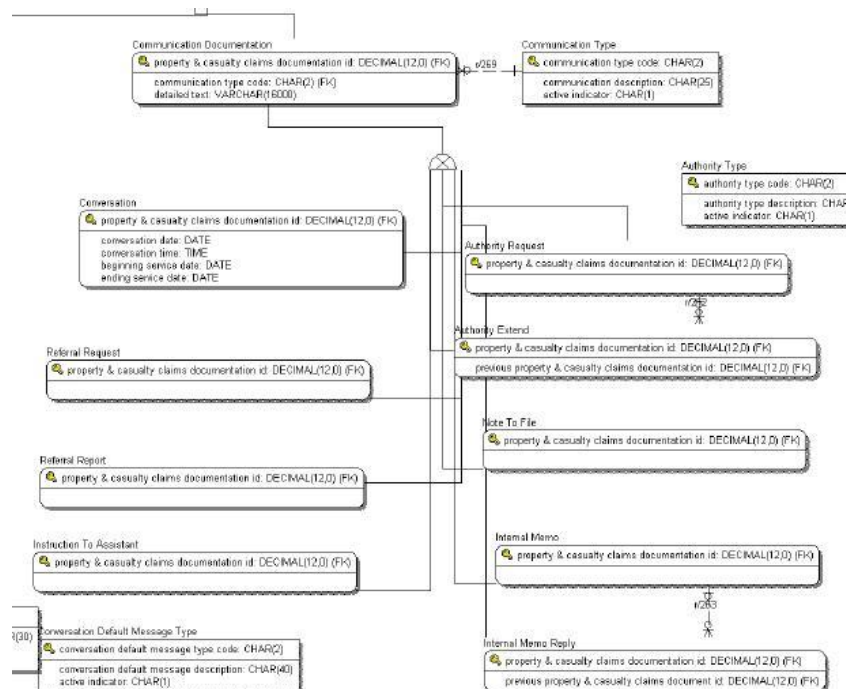 Communication Documentation
property & casualty claims documentation id: DECIMAL(12,0) (FK)
communication type code: CHAR(2) (FK)
detailed text: VARCHAR(16000)
r/269
Communication Type
communication type code: CHAR(2)
communication description: CHAR(25)
active indicator: CHAR(1)
Authority Type
authority type code: CHAR(2)
authority type description: CHAR
active indicator: CHAR(1)
Conversation
property & casualty claims documentation id: DECIMAL(12,0) (FK)
conversation date: DATE
conversation time: TIME
beginning service date: DATE
ending service date: DATE
Authority Request
property & casualty claims documentation id: DECIMAL(12,0) (FK)
Authority Extend
property & casualty claims documentation id: DECIMAL(12,0) (FK)
previous property & casualty claims documentation id: DECIMAL(12,0) (FK)
Referral Request
property & casualty claims documentation id: DECIMAL(12,0) (FK)
Note To File
property & casualty claims documentation id: DECIMAL(12,0) (FK)
Referral Report
property & casualty claims documentation id: DECIMAL(12,0) (FK)
Instruction To Assistant
property & casualty claims documentation id: DECIMAL(12,0) (FK)
Internal Memo
property & casualty claims documentation id: DECIMAL(12,0) (FK)
r/263
R(30)
Conversation Default Message Type
conversation default message type code: CHAR(2)
conversation default message description: CHAR(40)
active indicator: CHAR(1)
Internal Memo Reply
property & casualty claims documentation id: DECIMAL(12,0) (FK)
previous property & casualty claims document id: DECIMAL(12,0) (FK)